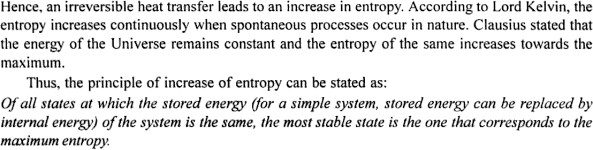 Hence, an irreversible heat transfer leads to an increase in entropy. According to Lord Kelvin, the
entropy increases continuously when spontaneous processes occur in nature. Clausius stated that
the energy of the Universe remains constant and the entropy of the same increases towards the
maximum.
Thus, the principle of increase of entropy can be stated as:
Of all states at which the stored energy (for a simple system, stored energy can be replaced by
internal energy) of the system is the same, the most stable state is the one that corresponds to the
maximum entropy.